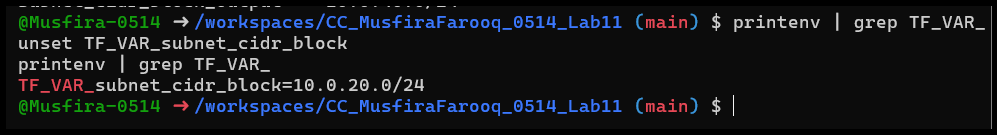 @Musfira-0514 ➜ /workspaces/CC_MusfiraFarooq_0514_Lab11 (main) $ printenv | grep TF_VAR_
unset TF_VAR_subnet_cidr_block
printenv | grep TF_VAR_
TF_VAR_subnet_cidr_block=10.0.20.0/24
@Musfira-0514 ➜ /workspaces/CC_MusfiraFarooq_0514_Lab11 (main) $